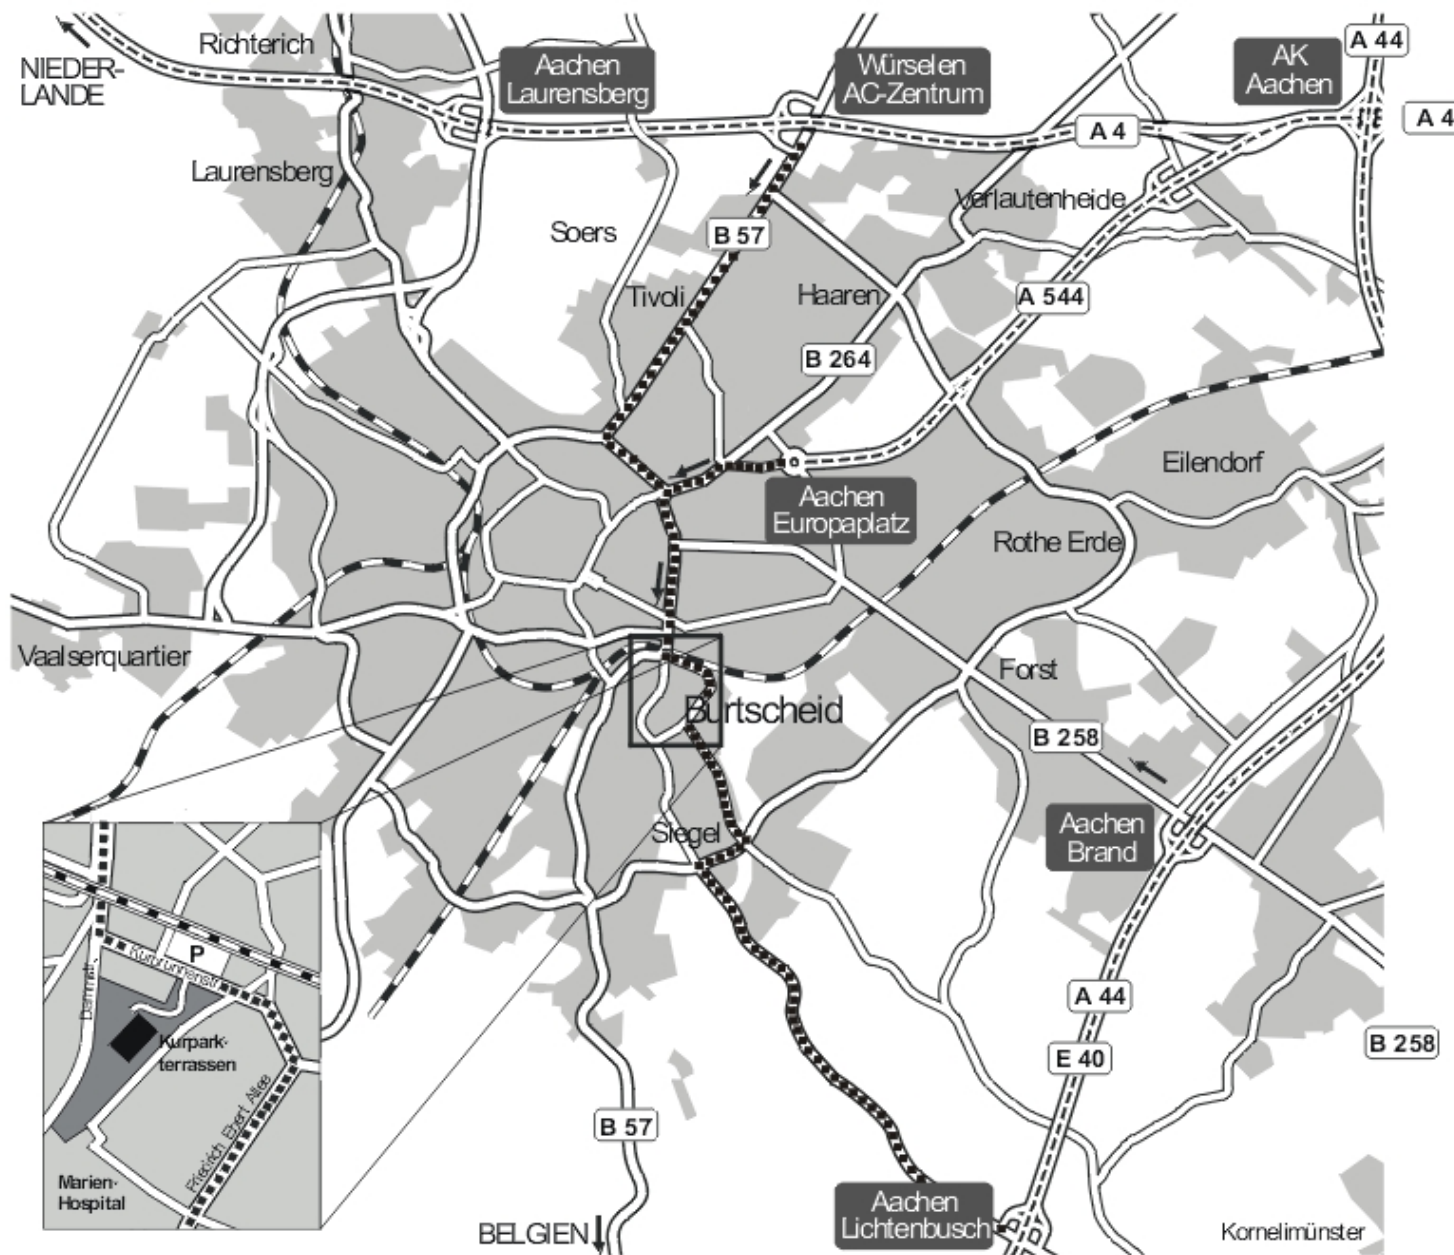 Richterich
NIEDER-
LANDE
Aachen
Laurensberg
Würselen
AC-Zentrum
AK
Aachen
A 44
A 4
A 4
Laurensberg
Verlautenheide
Soers
B 57
Tivoli
Haaren
A 544
B 264
Eilendorf
Aachen
Europaplatz
Rothe Erde
Vaalserquartier
Forst
Burtscheid
B 258
Siegel
Aachen
Brand
P
Kurbrunnenstr.
Dammstr.
Kurpark-
terrassen
Friedrich Ebert Allee
Marien-
Hospital
A 44
B 258
E 40
B 57
Aachen
Lichtenbusch
BELGIEN
Kornelimünster